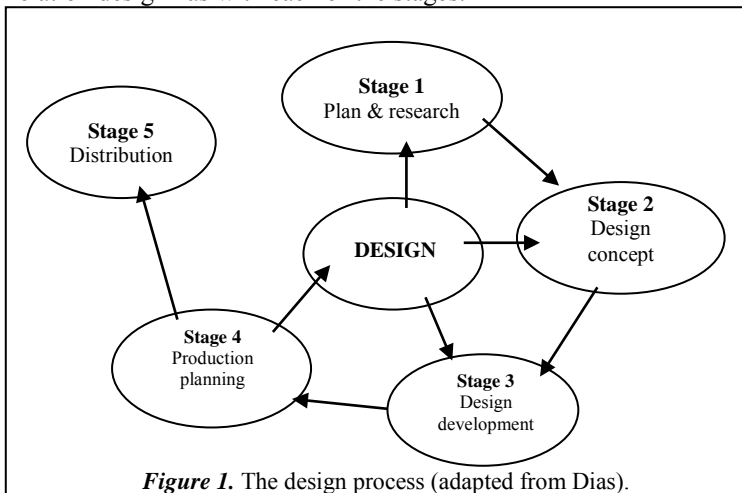 Stage 1
Plan & research
Stage 5
Distribution
Stage 2
Design
concept
DESIGN
Stage 4
Production
planning
Stage 3
Design
development
Figure 1. The design process (adapted from Dias).